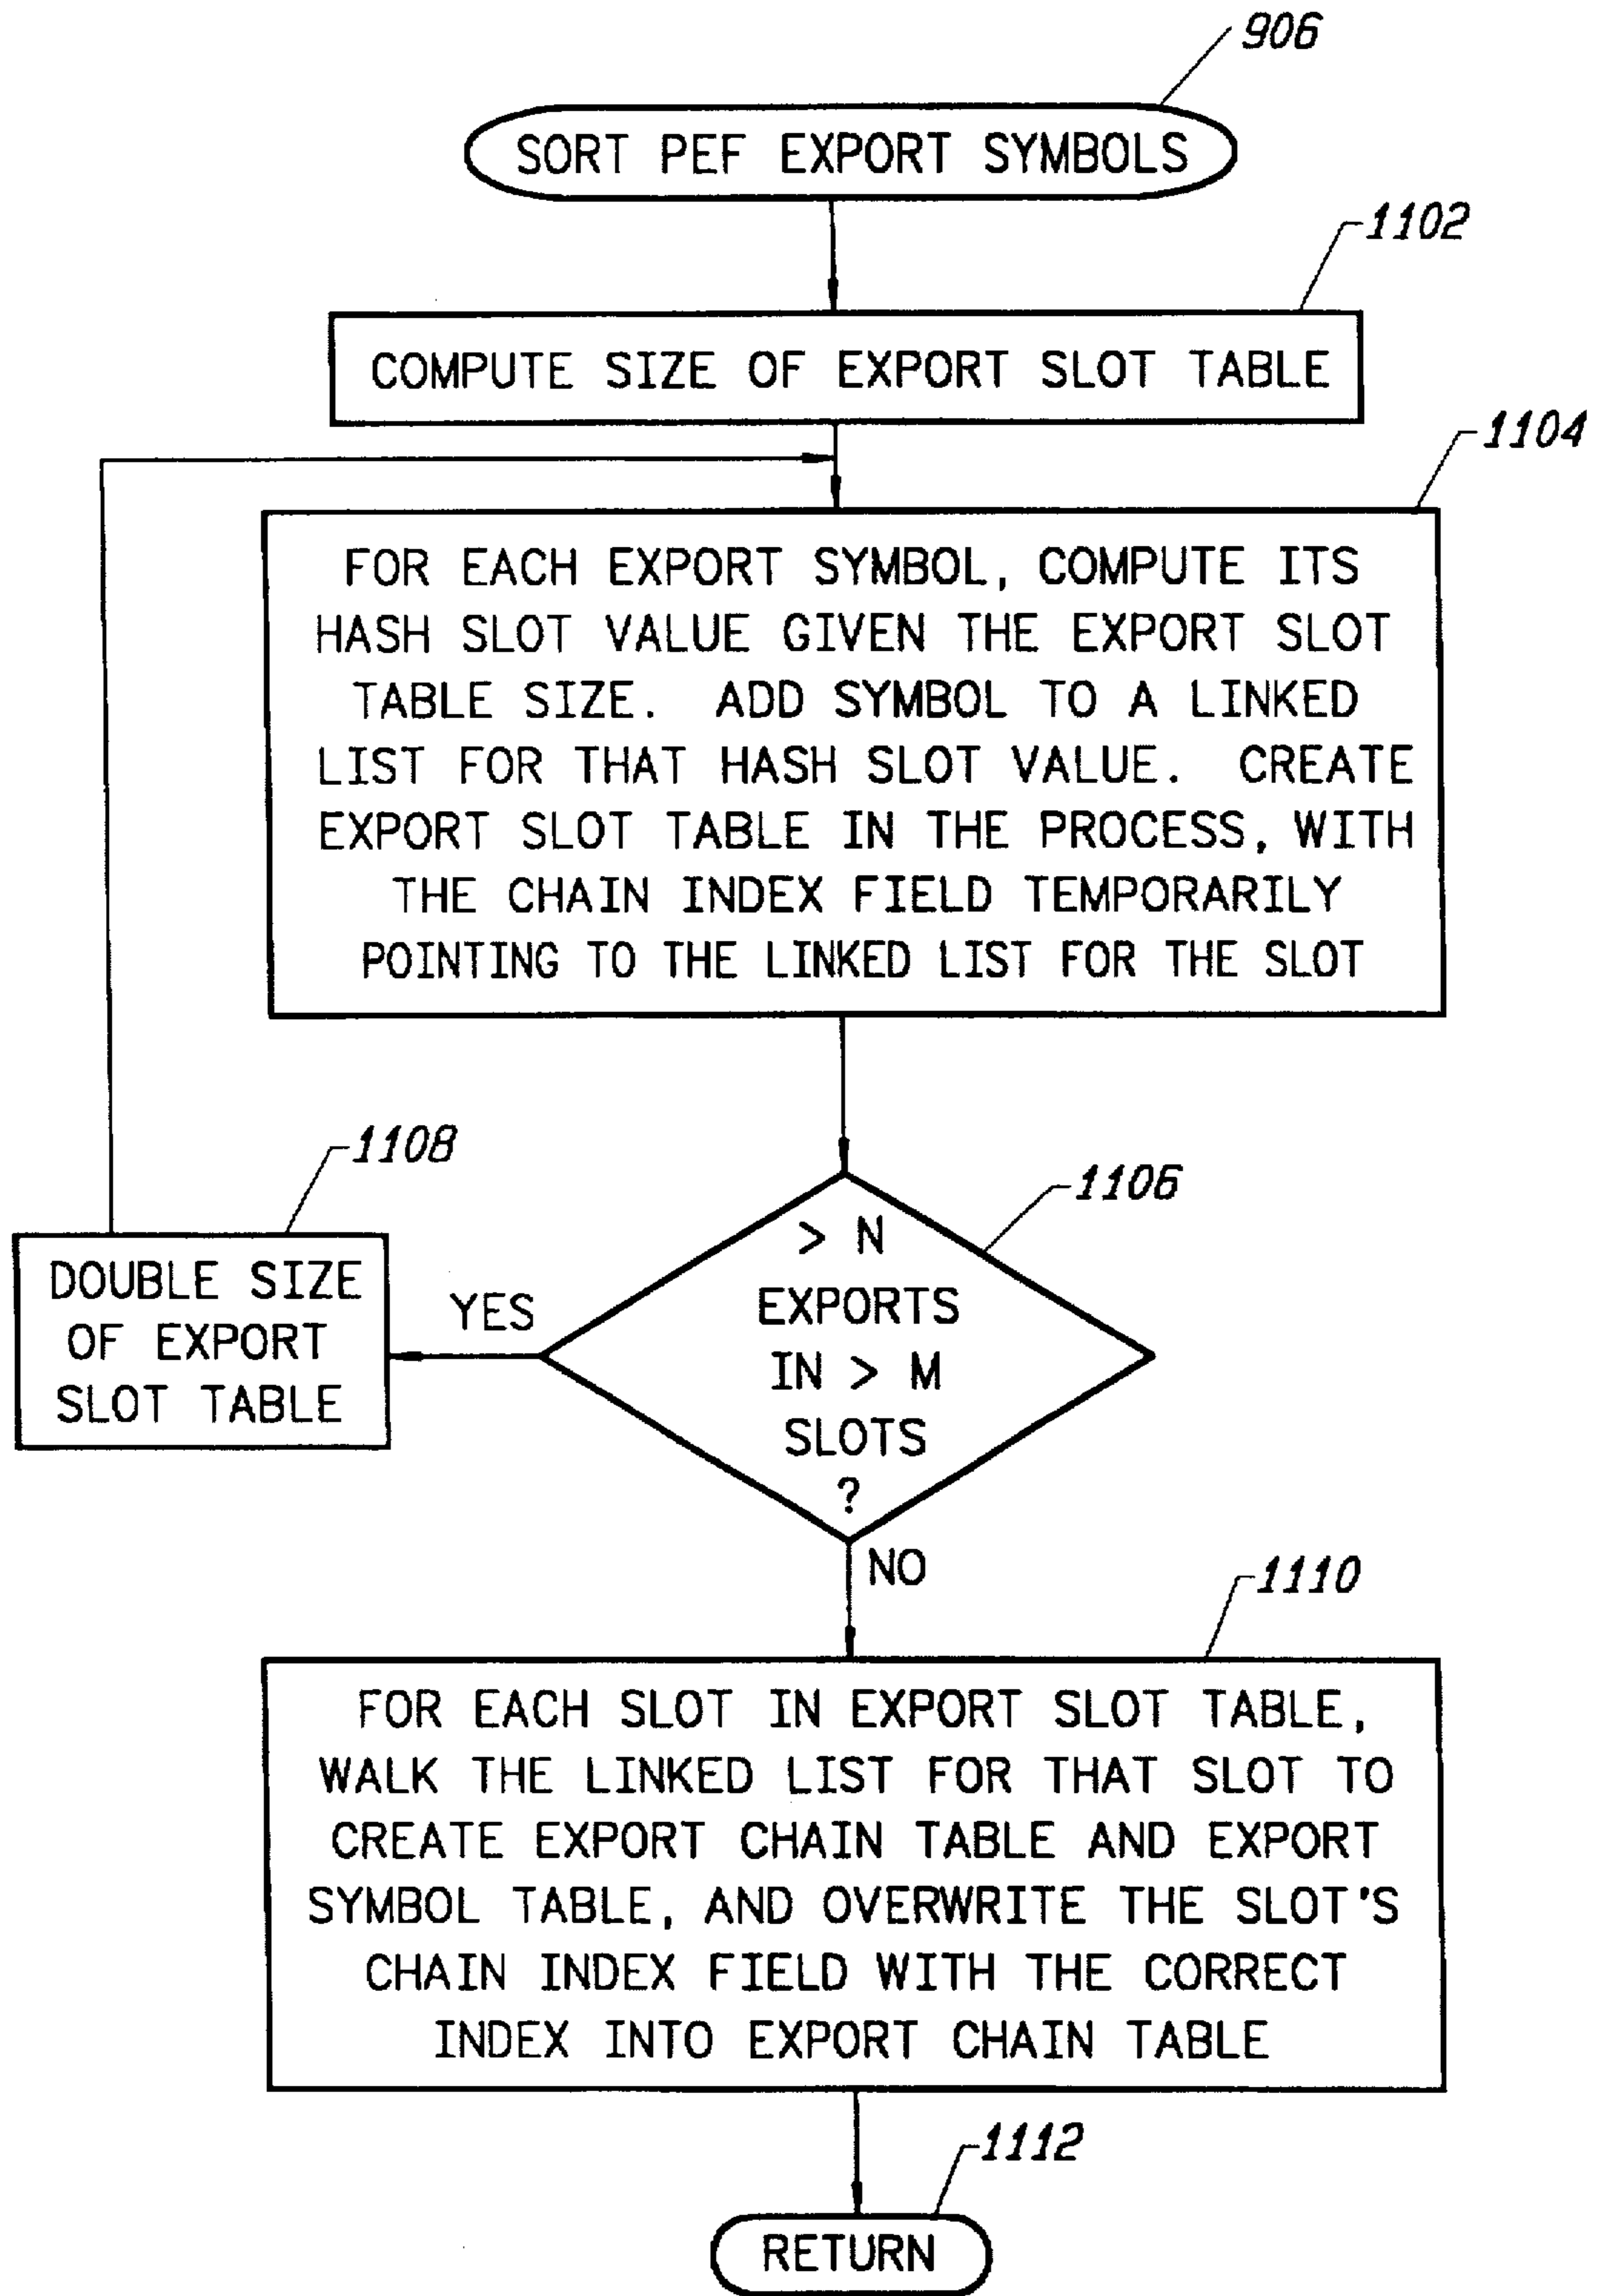 906
SORT PEF EXPORT SYMBOLS
1102
COMPUTE SIZE OF EXPORT SLOT TABLE
1104
FOR EACH EXPORT SYMBOL, COMPUTE ITS
HASH SLOT VALUE GIVEN THE EXPORT SLOT
TABLE SIZE. ADD SYMBOL TO A LINKED
LIST FOR THAT HASH SLOT VALUE. CREATE
EXPORT SLOT TABLE IN THE PROCESS, WITH
THE CHAIN INDEX FIELD TEMPORARILY
POINTING TO THE LINKED LIST FOR THE SLOT
1108
DOUBLE SIZE
OF EXPORT
SLOT TABLE
YES
1106
> N
EXPORTS
IN > M
SLOTS
?
NO
1110
FOR EACH SLOT IN EXPORT SLOT TABLE,
WALK THE LINKED LIST FOR THAT SLOT TO
CREATE EXPORT CHAIN TABLE AND EXPORT
SYMBOL TABLE, AND OVERWRITE THE SLOT'S
CHAIN INDEX FIELD WITH THE CORRECT
INDEX INTO EXPORT CHAIN TABLE
1112
RETURN